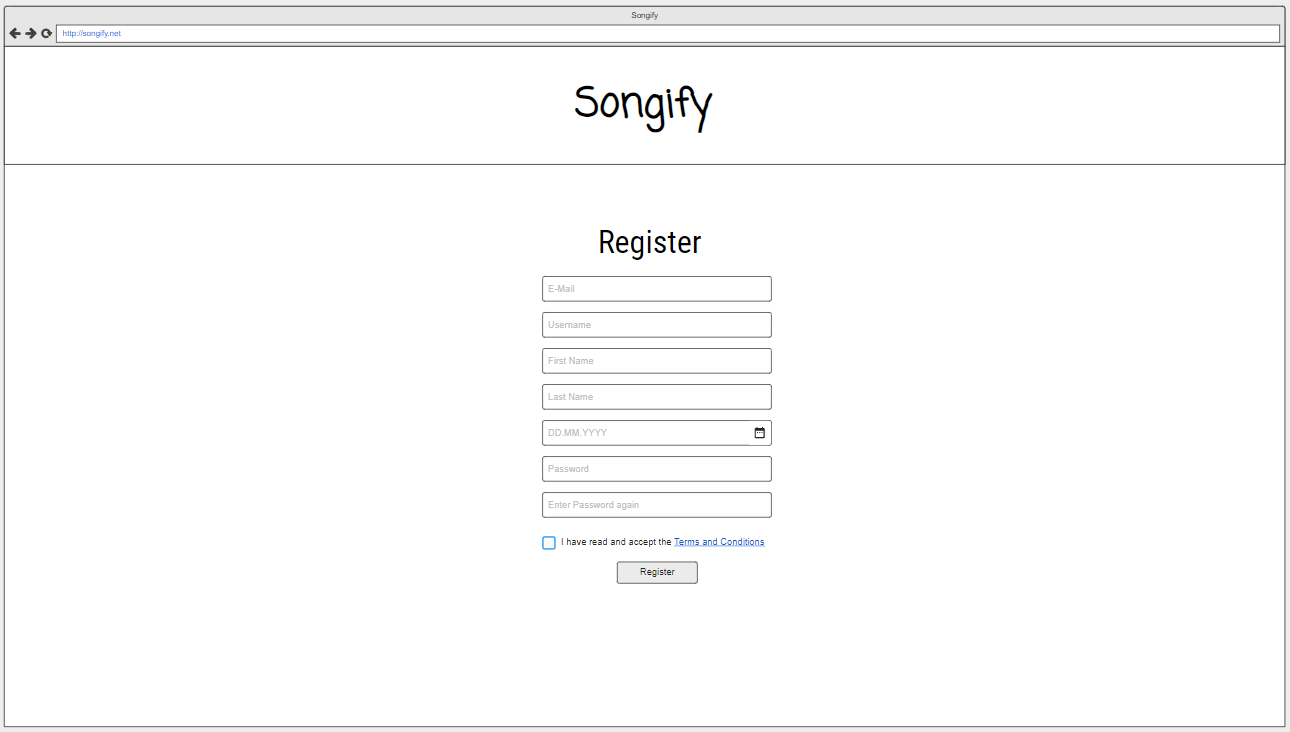 Songify
http://songify.net
Songify
Register
E-Mail
Username
First Name
Last Name
DD.MM.YYYY
Password
Enter Password again
I have read and accept the Terms and Conditions
Register